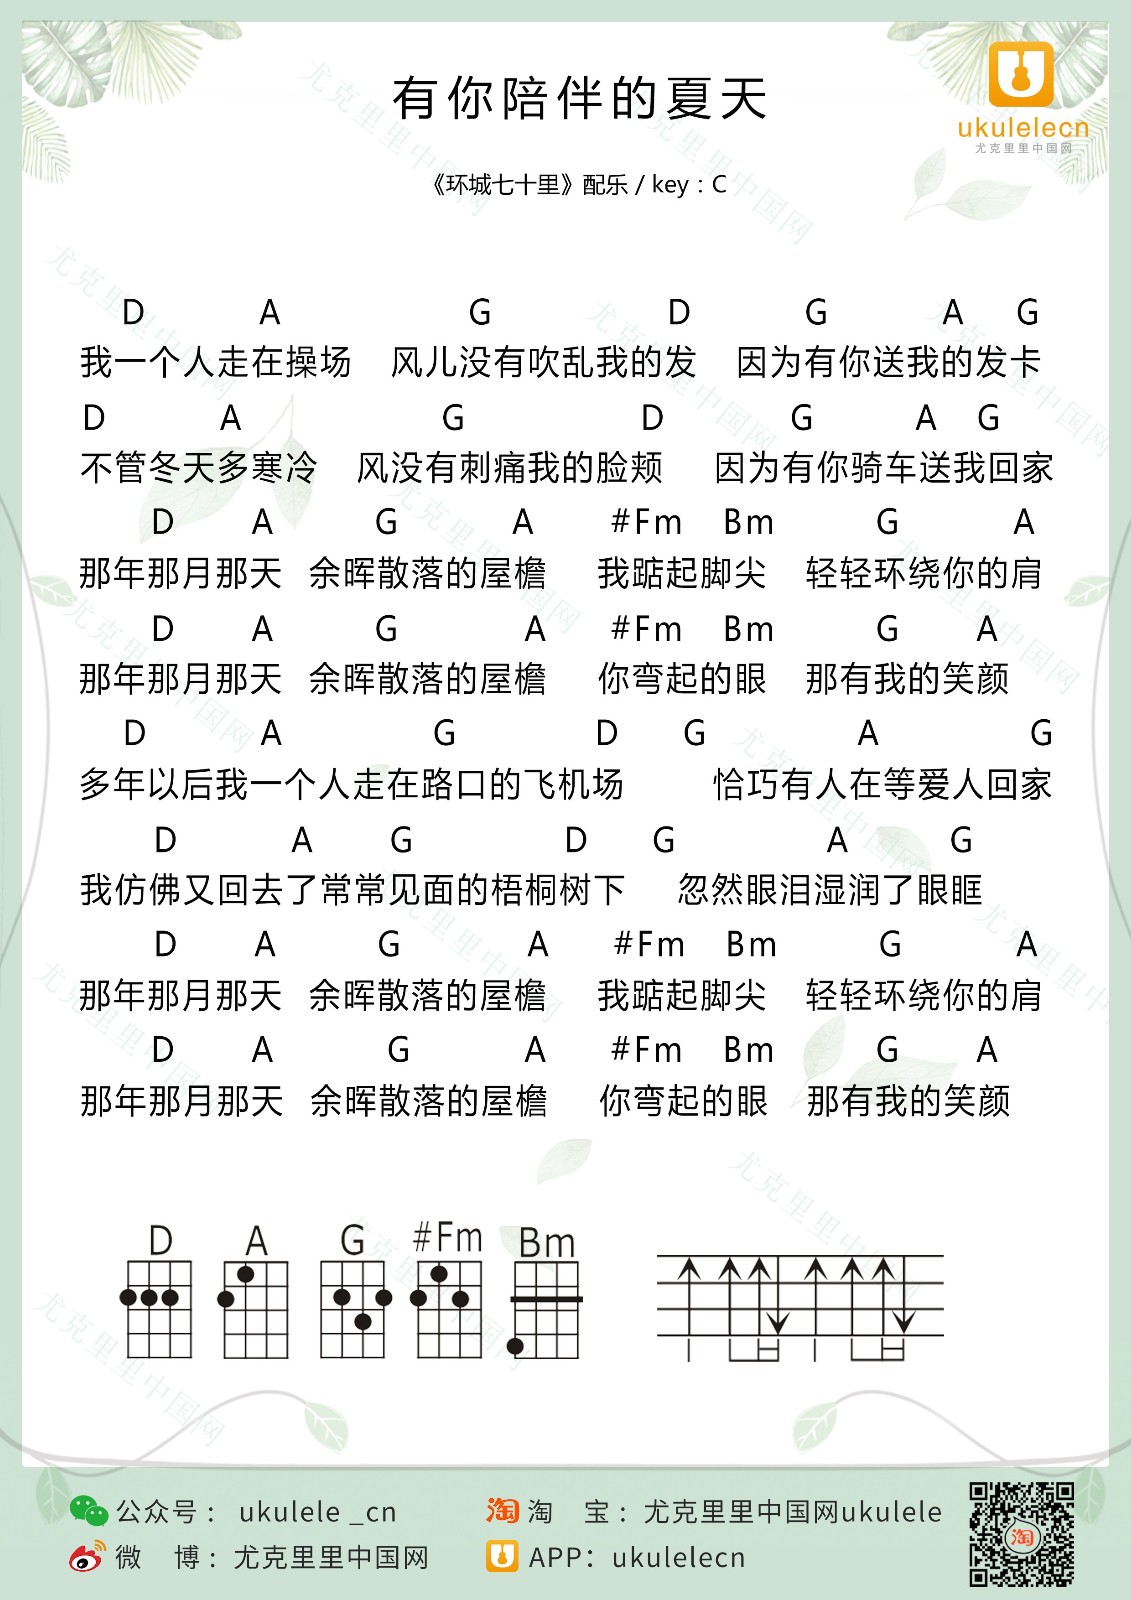 有你陪伴的夏天
ukulelecn
尤克里里中国网
《环城七十里》配乐 / key：C
D A G D G A G
我一个人走在操场 风儿没有吹乱我的发 因为有你送我的发卡
D A G D G A G
不管冬天多寒冷 风没有刺痛我的脸颊 因为有你骑车送我回家
D A G A #Fm Bm G A
那年那月那天 余晖散落的屋檐 我踮起脚尖 轻轻环绕你的肩
D A G A #Fm Bm G A
那年那月那天 余晖散落的屋檐 你弯起的眼 那有我的笑颜
D A G D G A G
多年以后我一个人走在路口的飞机场 恰巧有人在等爱人回家
D A G D G A G
我仿佛又回去了常常见面的梧桐树下 忽然眼泪湿润了眼眶
D A G A #Fm Bm G A
那年那月那天 余晖散落的屋檐 我踮起脚尖 轻轻环绕你的肩
D A G A #Fm Bm G A
那年那月那天 余晖散落的屋檐 你弯起的眼 那有我的笑颜
D A G #Fm Bm
公众号： ukulele _cn 淘 淘 宝：尤克里里中国网ukulele
微 博：尤克里里中国网 APP：ukulelecn
淘